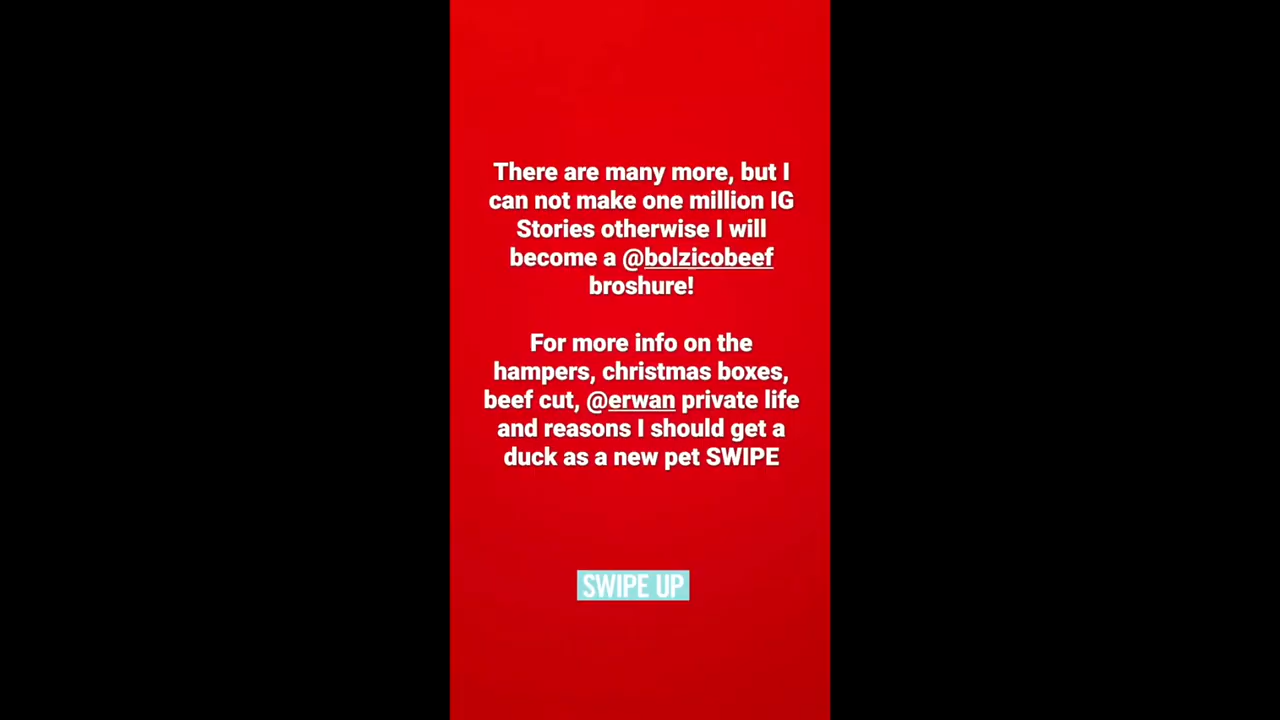 There are many more, but I
can not make one million IG
Stories otherwise I will
become a @bolzicobeef
broshure!
For more info on the
hampers, christmas boxes,
beef cut, @erwan private life
and reasons I should get a
duck as a new pet SWIPE
SWIPE UP